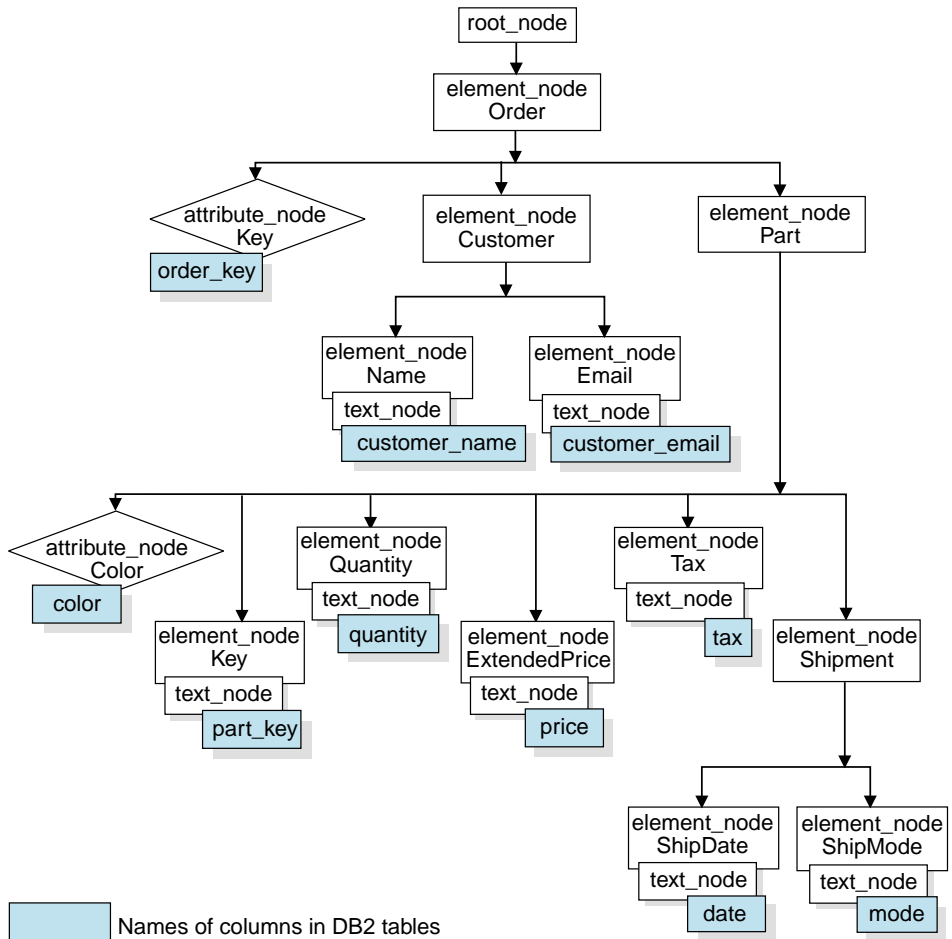 root_node
element_node
Order
attribute_node
Key
order_key
element_node
Customer
element_node
Part
element_node
Name
text_node
customer_name
element_node
Email
text_node
customer_email
attribute_node
Color
color
element_node
Key
text_node
part_key
element_node
Quantity
text_node
quantity
element_node
ExtendedPrice
text_node
price
element_node
Tax
text_node
tax
element_node
Shipment
element_node
ShipDate
text_node
date
element_node
ShipMode
text_node
mode
Names of columns in DB2 tables